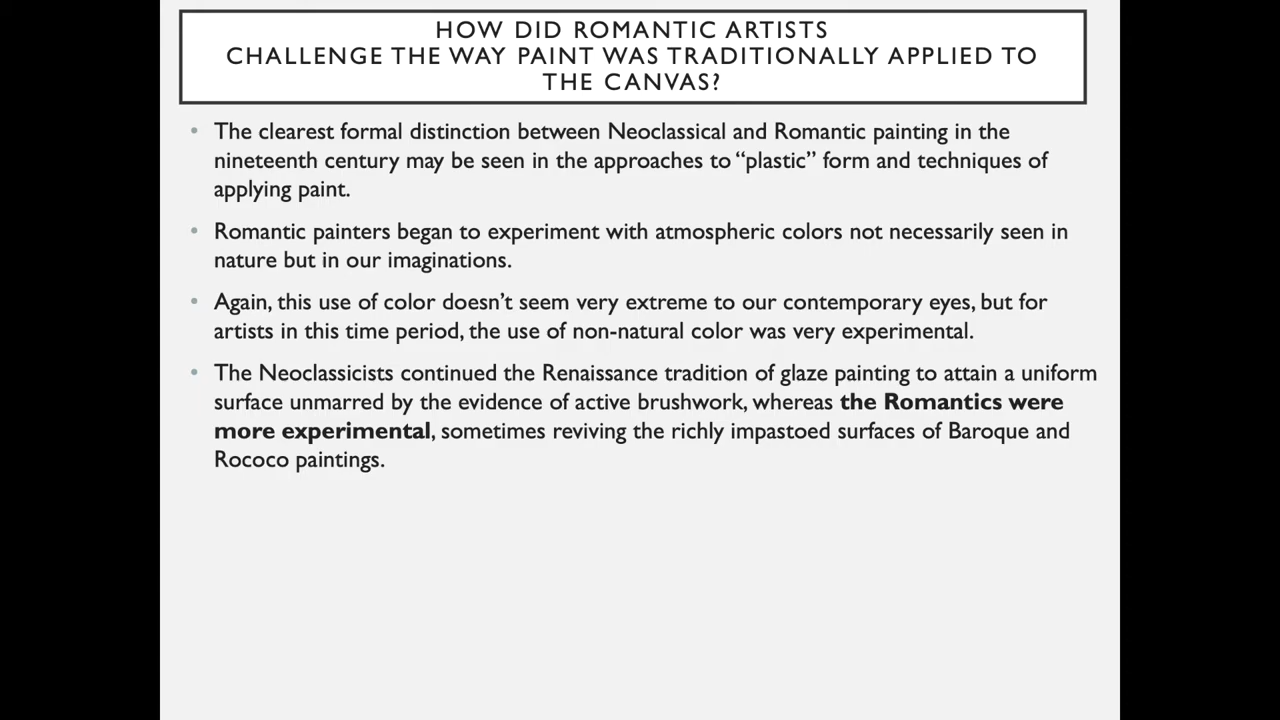 HOW DID ROMANTIC ARTISTS
CHALLENGE THE WAY PAINT WAS TRADITIONALLY APPLIED TO
THE CANVAS?
• The clearest formal distinction between Neoclassical and Romantic painting in the
nineteenth century may be seen in the approaches to “plastic” form and techniques of
applying paint.
• Romantic painters began to experiment with atmospheric colors not necessarily seen in
nature but in our imaginations.
• Again, this use of color doesn’t seem very extreme to our contemporary eyes, but for
artists in this time period, the use of non-natural color was very experimental.
• The Neoclassicists continued the Renaissance tradition of glaze painting to attain a uniform
surface unmarred by the evidence of active brushwork, whereas the Romantics were
more experimental, sometimes reviving the richly impastoed surfaces of Baroque and
Rococo paintings.